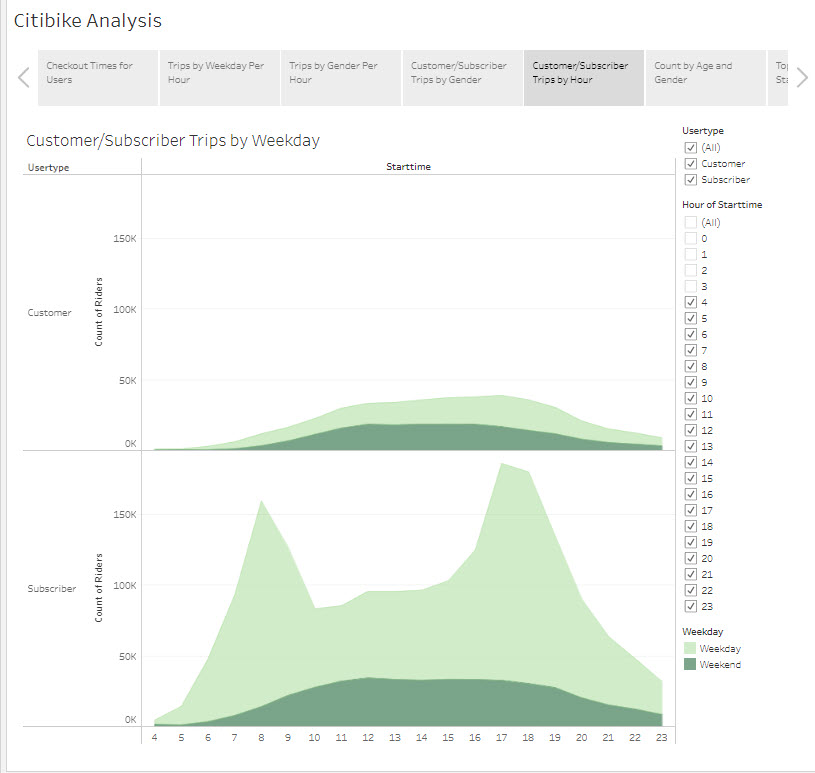 Citibike Analysis
Checkout Times for
Users
Trips by Weekday Per
Hour
Trips by Gender Per
Hour
Customer/Subscriber
Trips by Gender
Customer/Subscriber
Trips by Hour
Count by Age and
Gender
Customer/Subscriber Trips by Weekday
Usertype
Starttime
Customer
Count of Riders
150K
100K
50K
0K
Subscriber
Count of Riders
150K
100K
50K
0K
4 5 6 7 8 9 10 11 12 13 14 15 16 17 18 19 20 21 22 23
Usertype
(All)
Customer
Subscriber
Hour of Starttime
(All)
0
1
2
3
4
5
6
7
8
9
10
11
12
13
14
15
16
17
18
19
20
21
22
23
Weekday
Weekday
Weekend